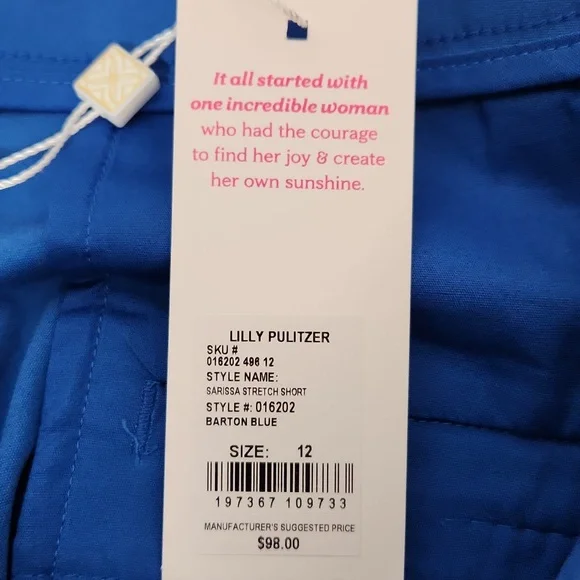 It all started with
one incredible woman
who had the courage
to find her joy & create
her own sunshine.
LILLY PULITZER
SKU #
016202 496 12
STYLE NAME:
SARISSA STRETCH SHORT
STYLE #: 016202
BARTON BLUE
SIZE: 12
197367 109733
MANUFACTURER'S SUGGESTED PRICE
$98.00